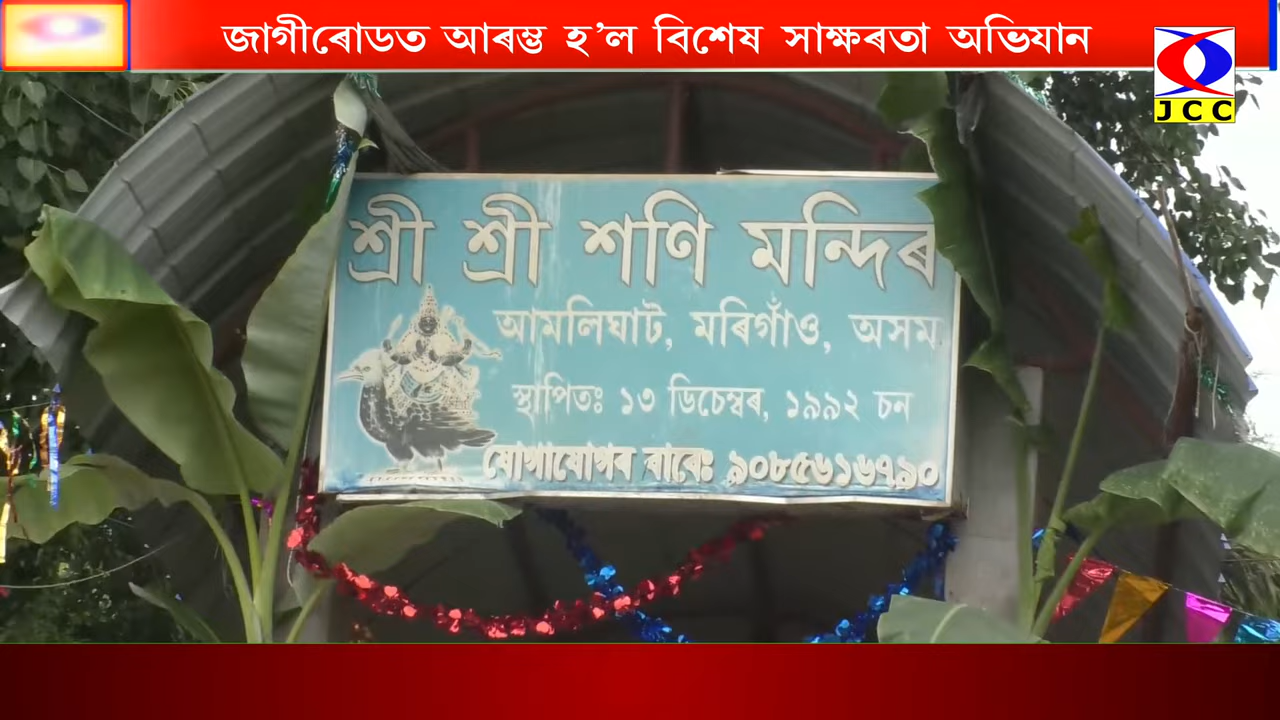 জাগীৰোডত আৰম্ভ হ’ল বিশেষ সাক্ষৰতা অভিযান
JCC
শ্ৰী শ্ৰী শণি মন্দিৰ
আমলিঘাট, মৰিগাঁও, অসম
স্থাপিতঃ ১৩ ডিচেম্বৰ, ১৯৯২ চন
যোগাযোগৰ বাবেঃ ৯০৮৫৬১৬৭৯০